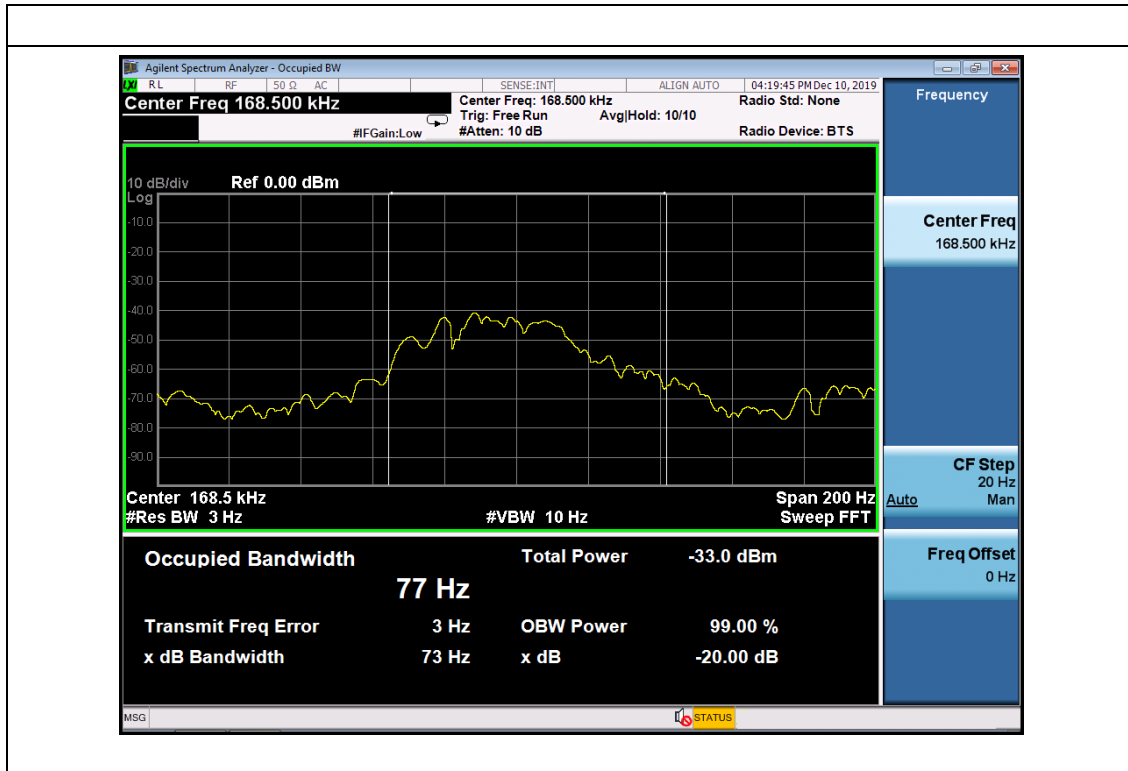 Agilent Spectrum Analyzer - Occupied BW
LXI RL RF 50 Ω AC SENSE:INT ALIGN AUTO 04:19:45 PM Dec 10, 2019
Center Freq 168.500 kHz
Center Freq: 168.500 kHz Radio Std: None
Trig: Free Run Avg|Hold: 10/10
#IFGain:Low #Atten: 10 dB Radio Device: BTS
Frequency
10 dB/div Ref 0.00 dBm
Log
-10.0
-20.0
-30.0
-40.0
-50.0
-60.0
-70.0
-80.0
-90.0
Center 168.5 kHz Span 200 Hz
#Res BW 3 Hz #VBW 10 Hz Sweep FFT
Center Freq
168.500 kHz
CF Step
20 Hz
Auto Man
Freq Offset
0 Hz
Occupied Bandwidth Total Power -33.0 dBm
77 Hz
Transmit Freq Error 3 Hz OBW Power 99.00 %
x dB Bandwidth 73 Hz x dB -20.00 dB
MSG STATUS